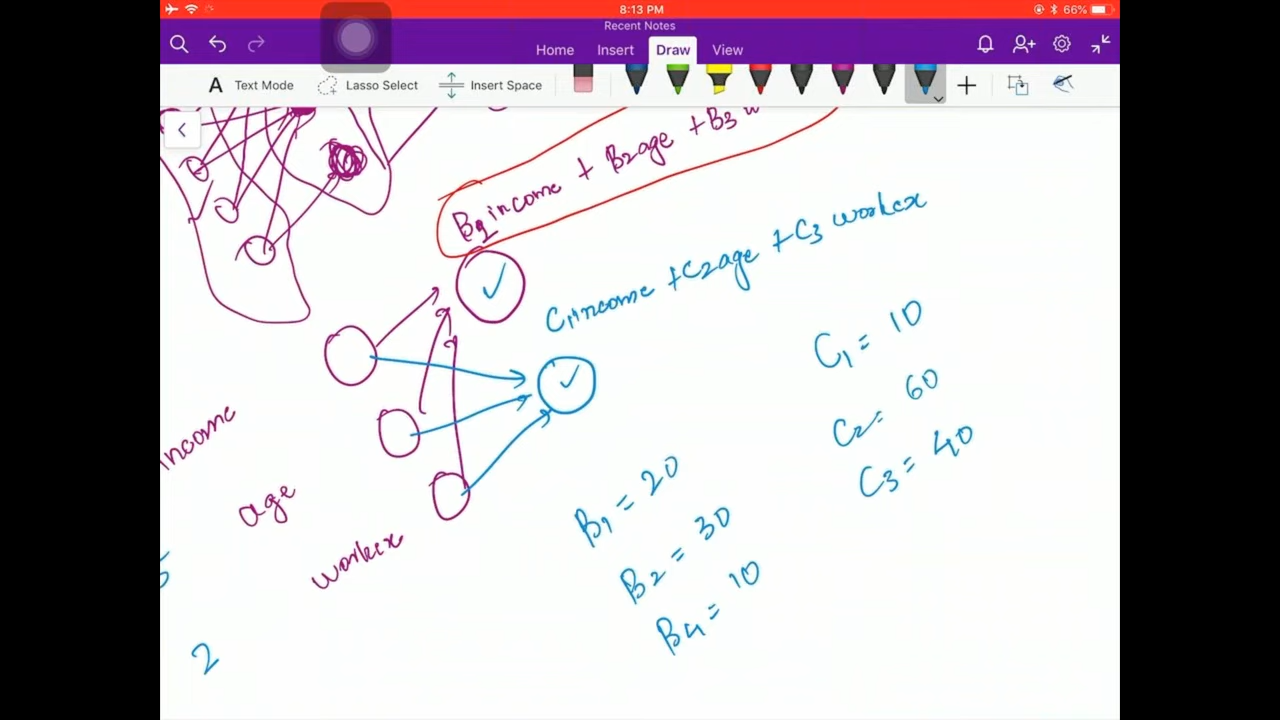 8:13 PM
66%
Recent Notes
Home Insert Draw View
A Text Mode Lasso Select Insert Space
B1 income + B2 age + B3 w
C1 income + C2 age + C3 workex
C1 = 10
C2 = 60
C3 = 40
income
age
workex
B1 = 20
B2 = 30
B4 = 10
2